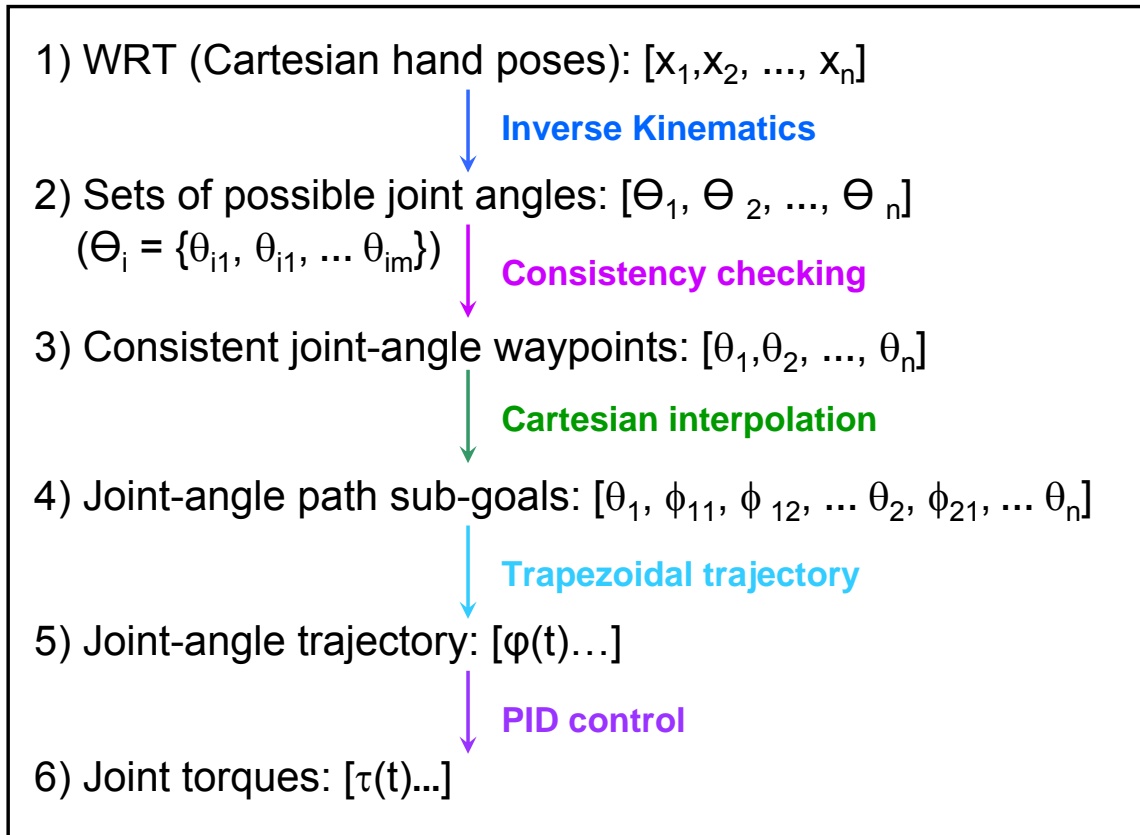 1) WRT (Cartesian hand poses): [x₁,x₂, ..., xₙ]
Inverse Kinematics
2) Sets of possible joint angles: [Θ₁, Θ ₂, ..., Θ ₙ]
(Θᵢ = {θᵢ₁, θᵢ₁, ... θᵢₘ})
Consistency checking
3) Consistent joint-angle waypoints: [θ₁,θ₂, ..., θₙ]
Cartesian interpolation
4) Joint-angle path sub-goals: [θ₁, ϕ₁₁, ϕ ₁₂, ... θ₂, ϕ₂₁, ... θₙ]
Trapezoidal trajectory
5) Joint-angle trajectory: [φ(t)…]
PID control
6) Joint torques: [τ(t)...]